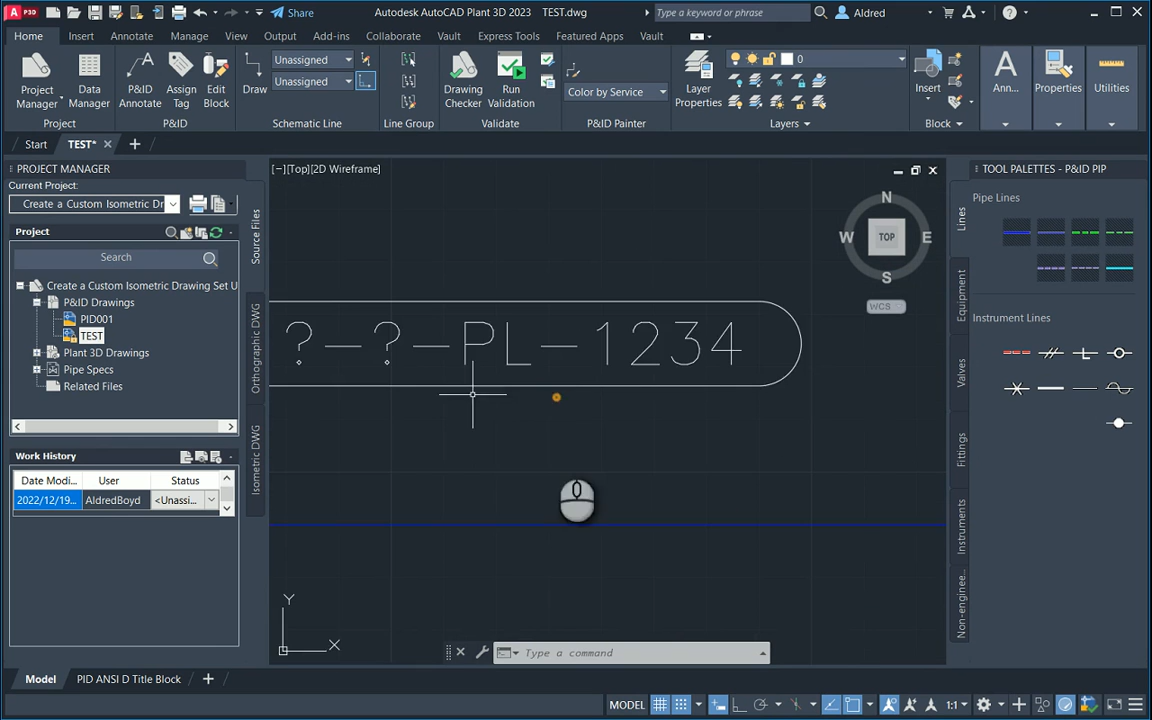 A P3D Share Autodesk AutoCAD Plant 3D 2023 TEST.dwg Type a keyword or phrase Aldred
Home Insert Annotate Manage View Output Add-ins Collaborate Vault Express Tools Featured Apps Vault
Project Manager Data Manager P&ID Annotate Assign Tag Edit Block Draw Unassigned Unassigned Drawing Checker Run Validation Color by Service Layer Properties 0 Insert Ann... Properties Utilities
Project P&ID Schematic Line Line Group Validate P&ID Painter Layers Block
Start TEST*
PROJECT MANAGER
Current Project:
Create a Custom Isometric Dr
Project
Search
Create a Custom Isometric Drawing Set U
P&ID Drawings
PID001
TEST
Plant 3D Drawings
Pipe Specs
Related Files
Work History
Date Modi... User Status
2022/12/19... AldredBoyd <Unassi...
Source Files
Orthographic DWG
Isometric DWG
[−][Top][2D Wireframe]
N
W TOP E
S
WCS
?-?-PL-1234
Y
X
Type a command
TOOL PALETTES - P&ID PIP
Lines
Equipment
Valves
Fittings
Instruments
Non-enginee...
Pipe Lines
Instrument Lines
Model PID ANSI D Title Block
MODEL 1:1